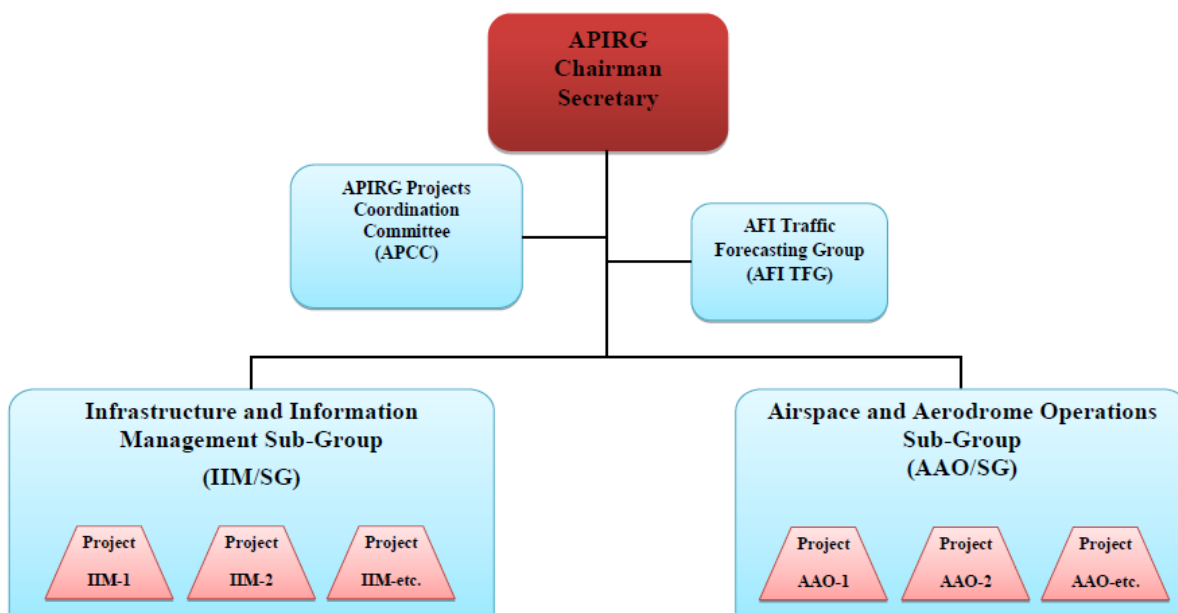 APIRG
Chairman
Secretary
APIRG Projects
Coordination
Committee
(APCC)
AFI Traffic
Forecasting Group
(AFI TFG)
Infrastructure and Information
Management Sub-Group
(IIM/SG)
Project
IIM-1
Project
IIM-2
Project
IIM-etc.
Airspace and Aerodrome Operations
Sub-Group
(AAO/SG)
Project
AAO-1
Project
AAO-2
Project
AAO-etc.